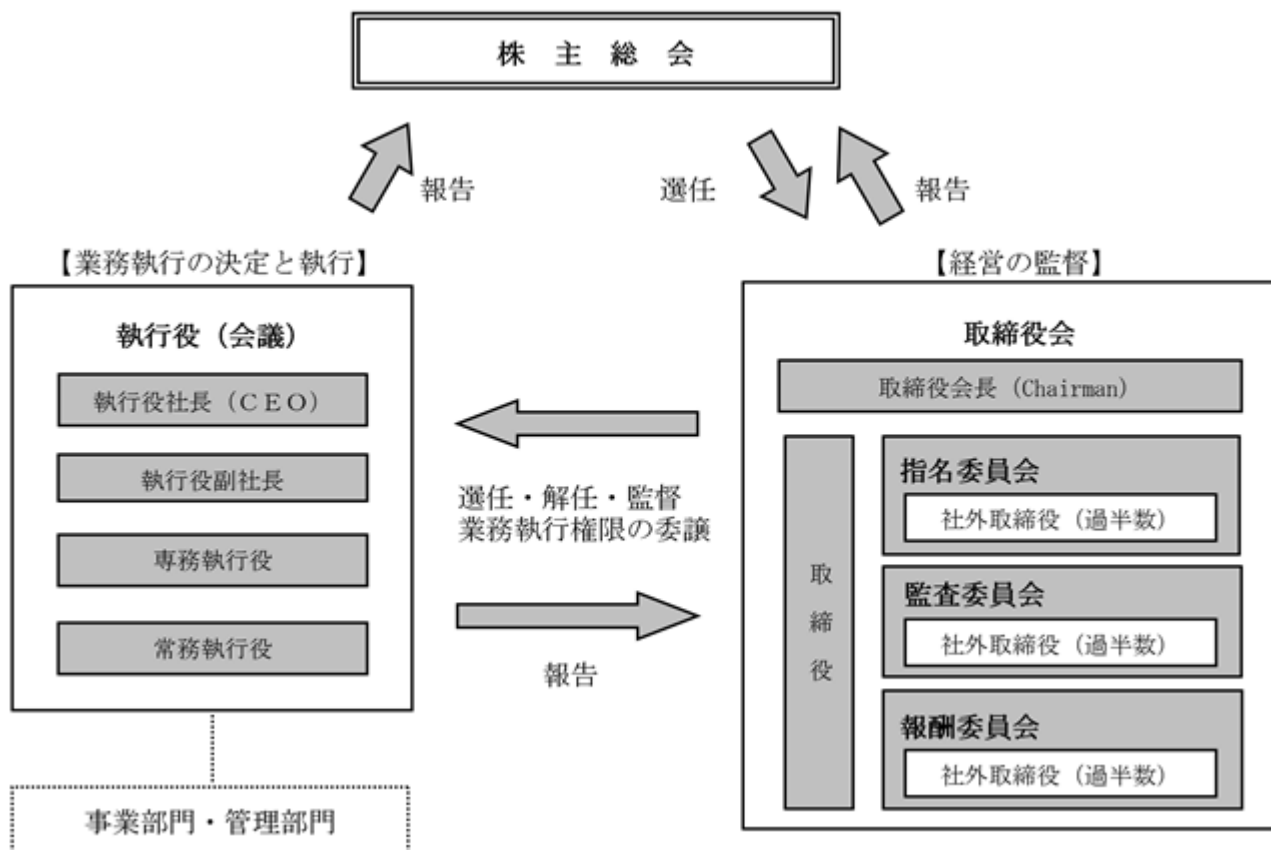 株 主 総 会
報告
選任
報告
【業務執行の決定と執行】
執行役（会議）
執行役社長（ＣＥＯ）
執行役副社長
専務執行役
常務執行役
事業部門・管理部門
選任・解任・監督
業務執行権限の委譲
報告
【経営の監督】
取締役会
取締役会長（Chairman）
取締役
指名委員会
社外取締役（過半数）
監査委員会
社外取締役（過半数）
報酬委員会
社外取締役（過半数）